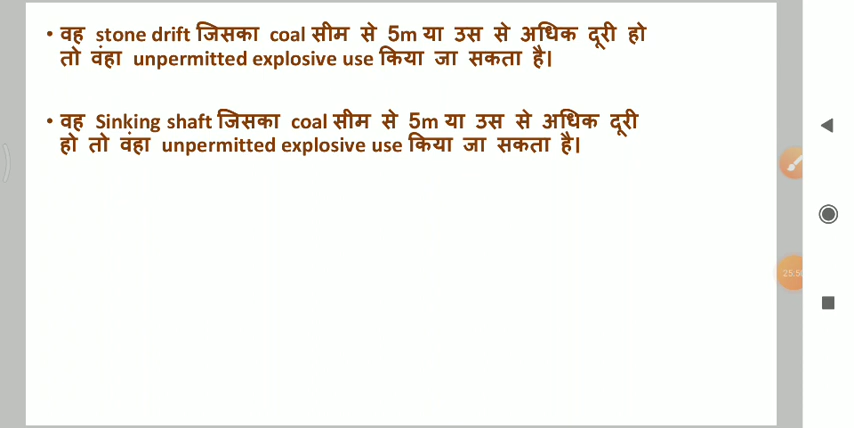 • वह stone drift जिसका coal सीम से 5m या उस से अधिक दूरी हो
तो वंहा unpermitted explosive use किया जा सकता है।
• वह Sinking shaft जिसका coal सीम से 5m या उस से अधिक दूरी
हो तो वंहा unpermitted explosive use किया जा सकता है।